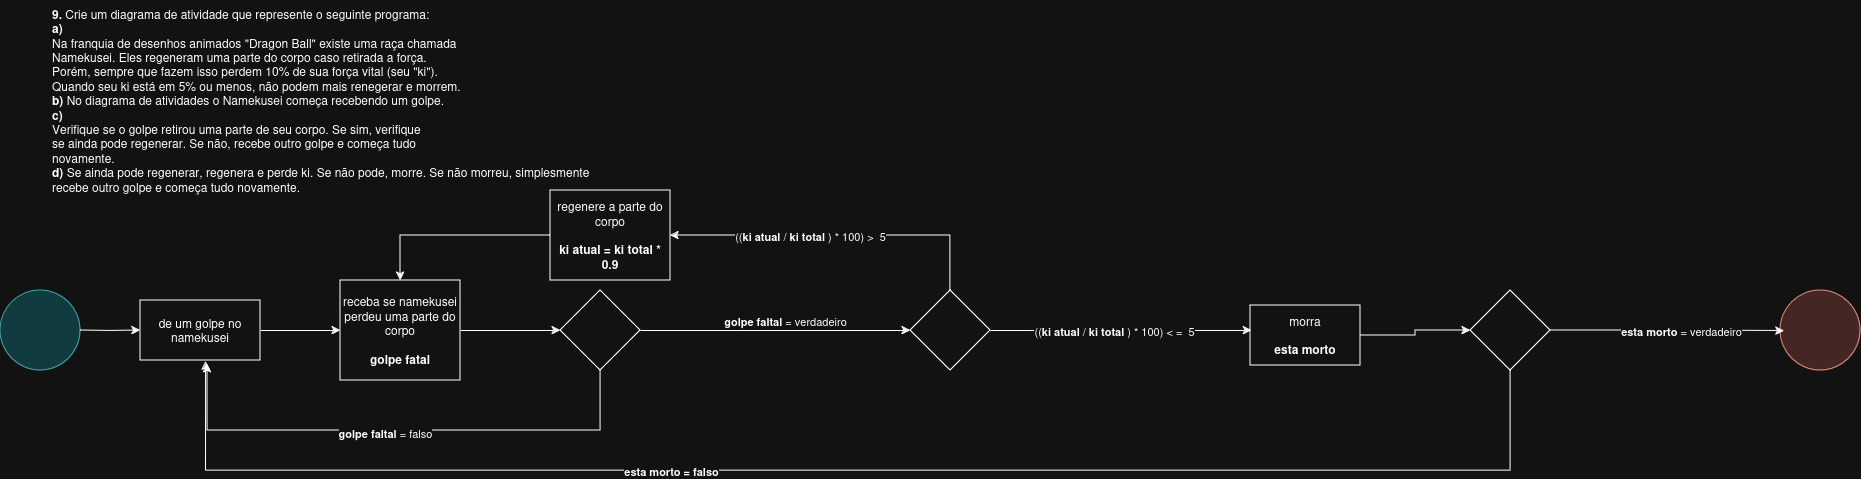 9. Crie um diagrama de atividade que represente o seguinte programa:
a)
Na franquia de desenhos animados "Dragon Ball" existe uma raça chamada
Namekusei. Eles regeneram uma parte do corpo caso retirada a força.
Porém, sempre que fazem isso perdem 10% de sua força vital (seu "ki").
Quando seu ki está em 5% ou menos, não podem mais renegerar e morrem.
b) No diagrama de atividades o Namekusei começa recebendo um golpe.
c)
Verifique se o golpe retirou uma parte de seu corpo. Se sim, verifique
se ainda pode regenerar. Se não, recebe outro golpe e começa tudo
novamente.
d) Se ainda pode regenerar, regenera e perde ki. Se não pode, morre. Se não morreu, simplesmente
recebe outro golpe e começa tudo novamente.
regenere a parte do
corpo
ki atual = ki total *
0.9
((ki atual / ki total ) * 100) >  5
de um golpe no
namekusei
receba se namekusei
perdeu uma parte do
corpo
golpe fatal
golpe faltal = verdadeiro
((ki atual / ki total ) * 100) < =  5
morra
esta morto
esta morto = verdadeiro
golpe faltal = falso
esta morto = falso